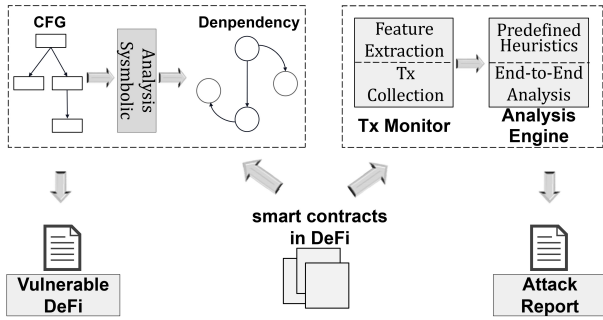 CFG
Analysis
Sysmbolic
Denpendency
Feature
Extraction
Tx
Collection
Tx Monitor
Predefined
Heuristics
End-to-End
Analysis
Analysis
Engine
smart contracts
in DeFi
Vulnerable
DeFi
Attack
Report